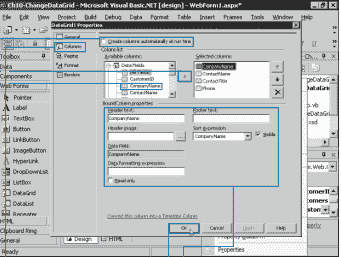 Ch10-ChangeDataGrid - Microsoft Visual Basic.NET [design] - WebForm1.aspx*
File Edit View Project Build Debug Data Format Table Insert Frames Tools Window
DataGrid1 Properties
General
Columns
Paging
Format
Borders
Create columns automatically at run time
Column list
Available columns:
Selected columns:
Data Fields
CustomerID
CompanyName
ContactName
CompanyName
ContactName
ContactTitle
Phone
BoundColumn properties
Header text:
Footer text:
CompanyName
Header image:
Sort expression:
CompanyName
Visible
Data Field:
CompanyName
Data formatting expression:
Read only
Convert this column into a Template Column
OK
Cancel
Help
Toolbox
Data
Components
Web Forms
Pointer
Label
TextBox
Button
LinkButton
ImageButton
HyperLink
DropDownList
ListBox
DataGrid
DataList
Repeater
HTML
Clipboard Ring
General
Design
HTML
Ready
Properties